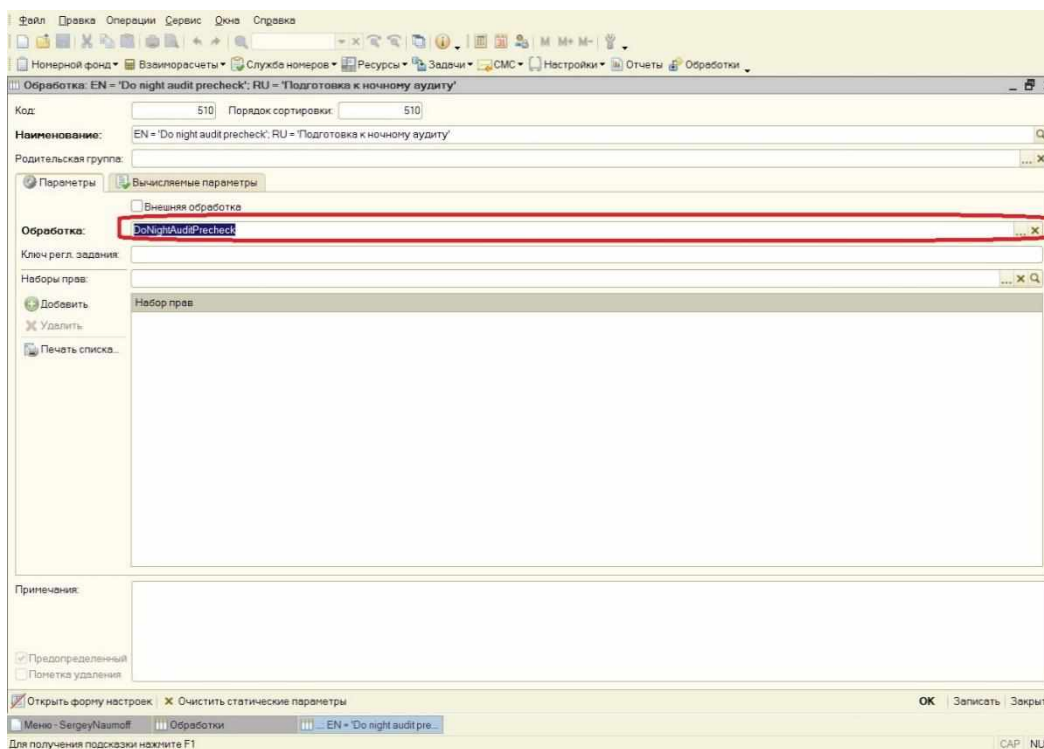 Файл Правка Операции Сервис Окна Справка
M M+ M-
Номерной фонд Взаиморасчеты Служба номеров Ресурсы Задачи СМС Настройки Отчеты Обработки
Обработка: EN = 'Do night audit precheck'; RU = 'Подготовка к ночному аудиту'
Код: 510 Порядок сортировки: 510
Наименование: EN = 'Do night audit precheck'; RU = 'Подготовка к ночному аудиту'
Родительская группа: ...
Параметры Вычисляемые параметры
Внешняя обработка
Обработка: DoNightAuditPrecheck ...
Ключ регл. задания:
Наборы прав: ...
Добавить Набор прав
Удалить
Печать списка...
Примечания:
Предопределенный
Пометка удаления
Открыть форму настроек Очистить статические параметры OK Записать Закрыт
Меню - SergeyNaumoff Обработки ...: EN = 'Do night audit pre...
Для получения подсказки нажмите F1 CAP NU